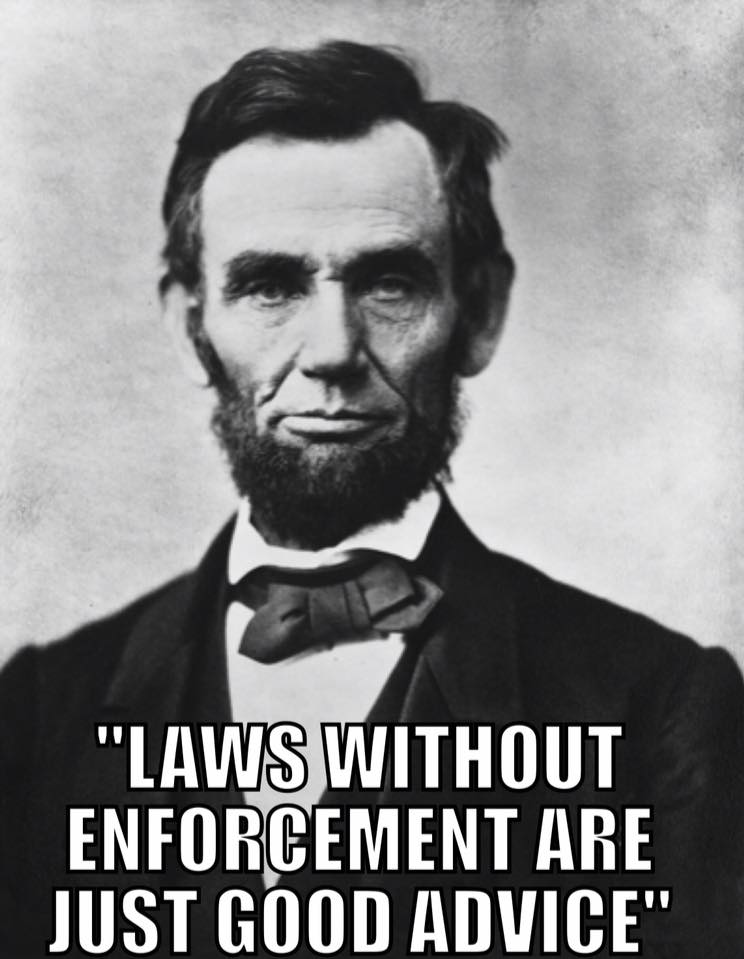 "LAWS WITHOUT
ENFORCEMENT ARE
JUST GOOD ADVICE"